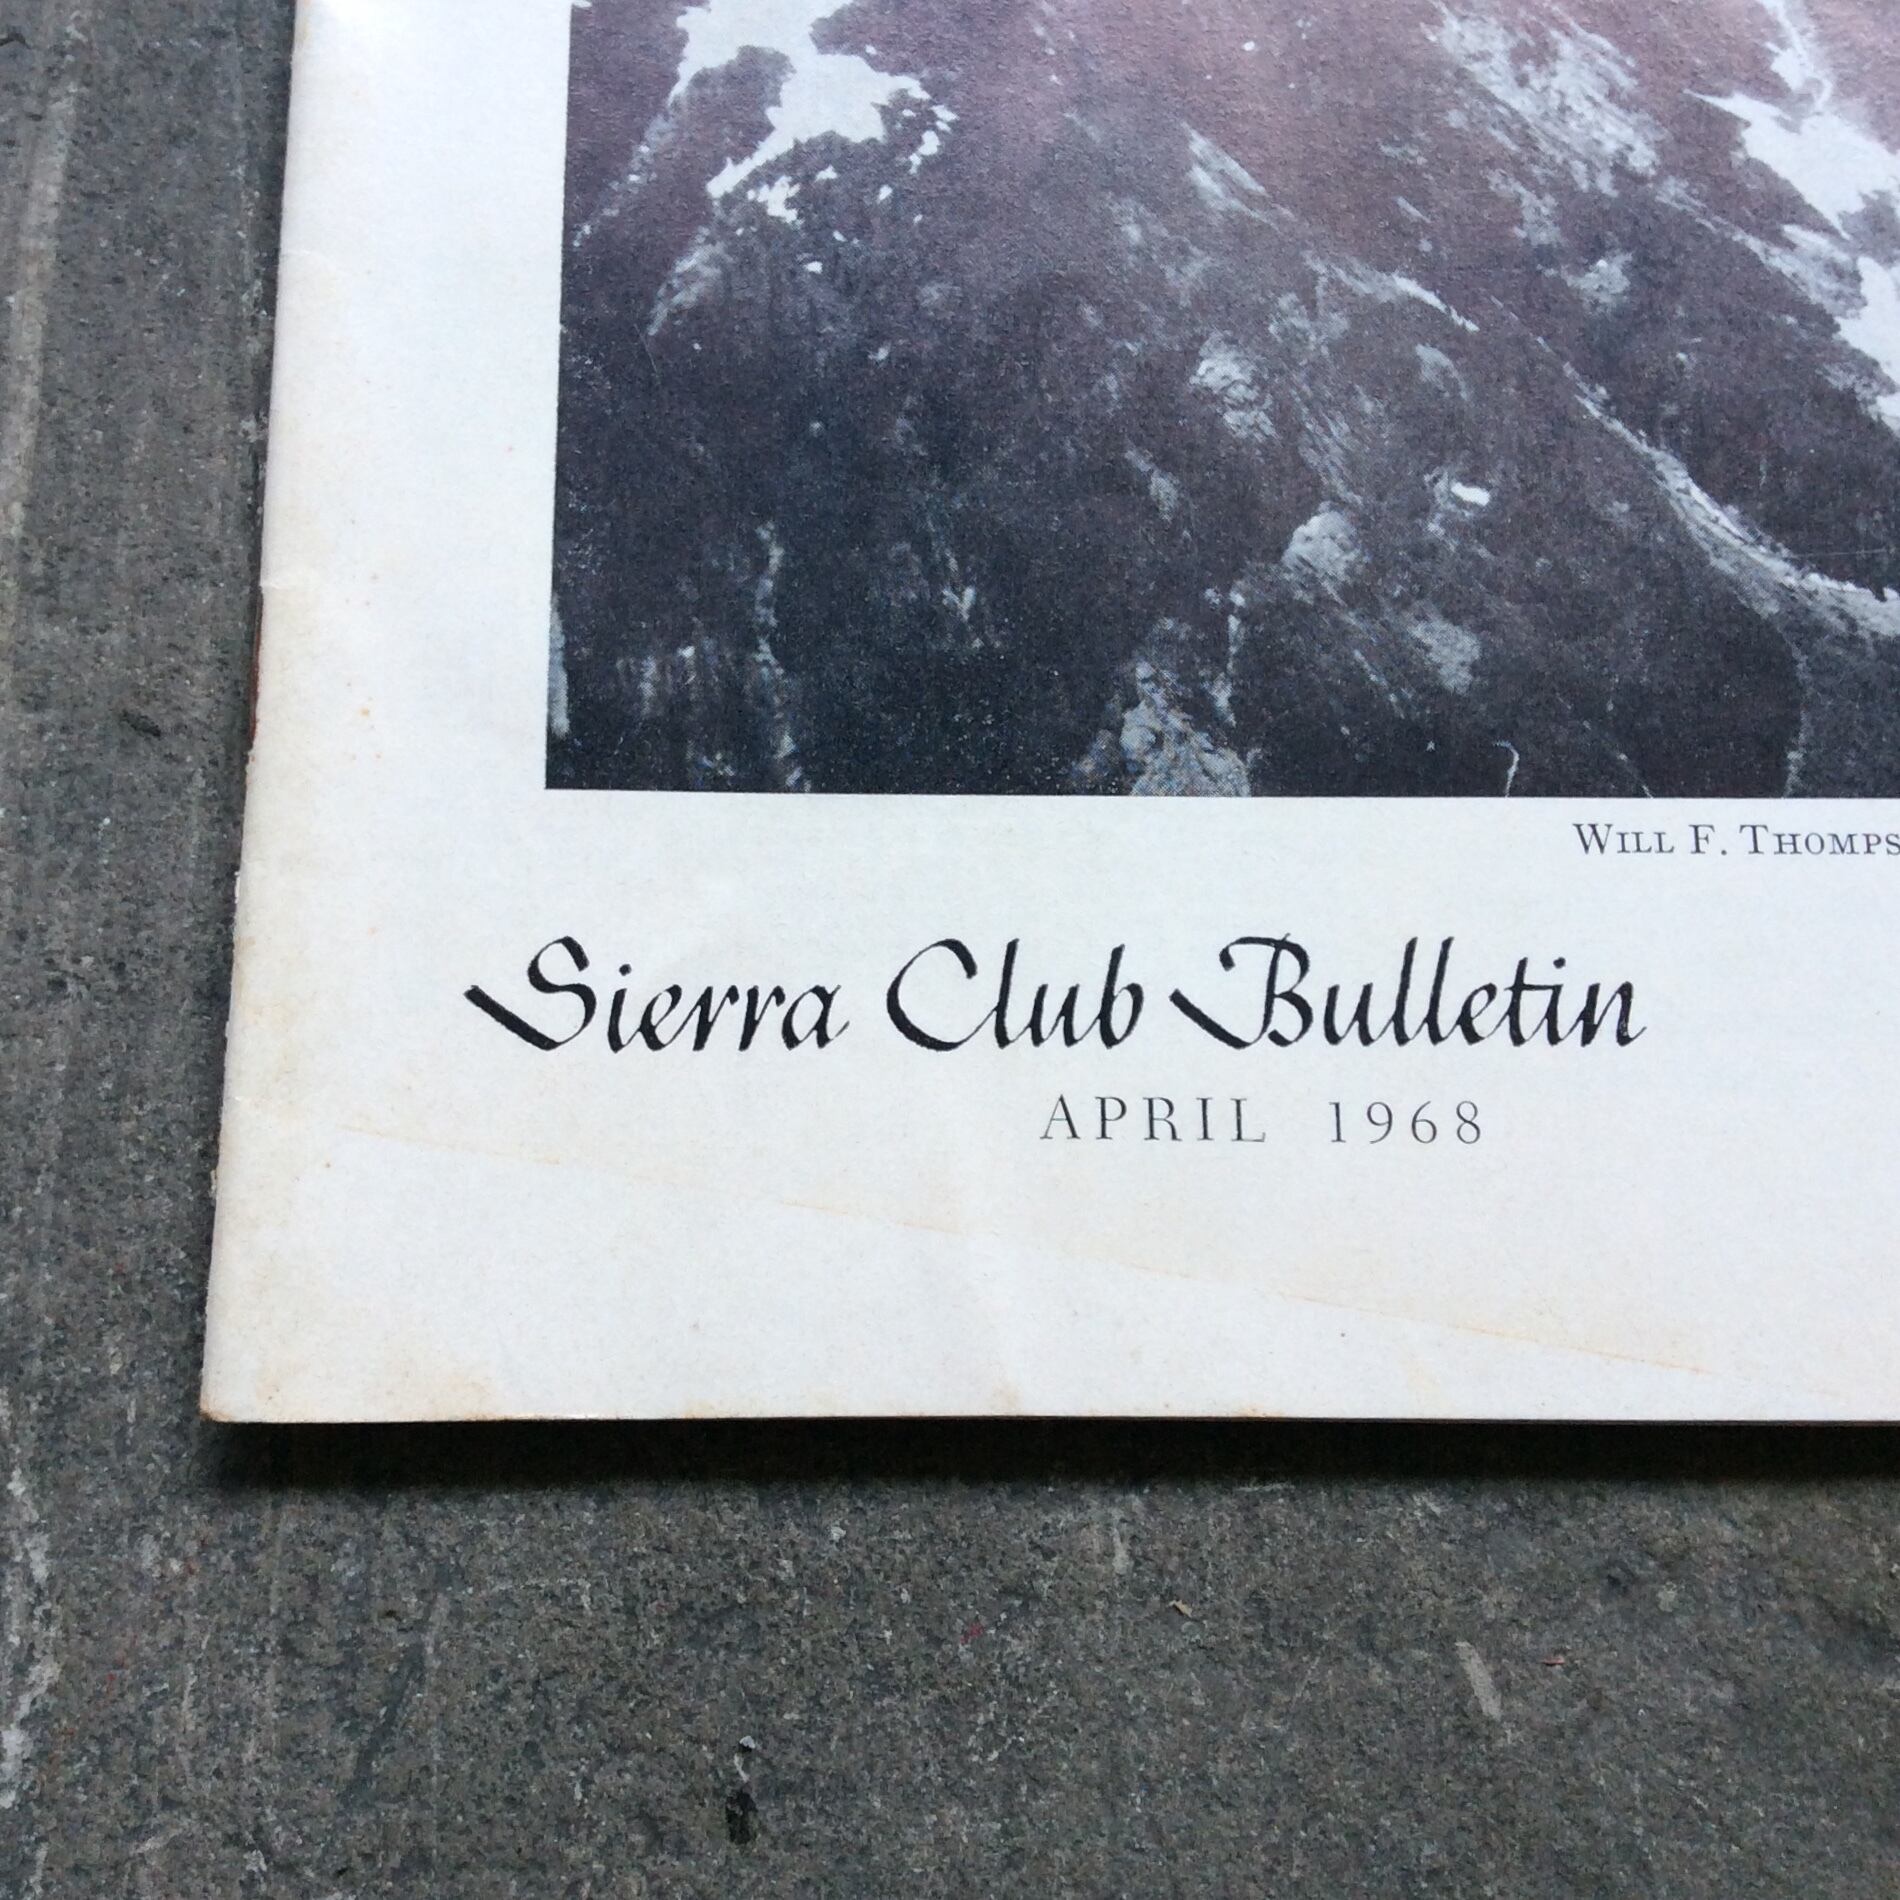 WILL F. THOMPS
Sierra Club Bulletin
APRIL 1968